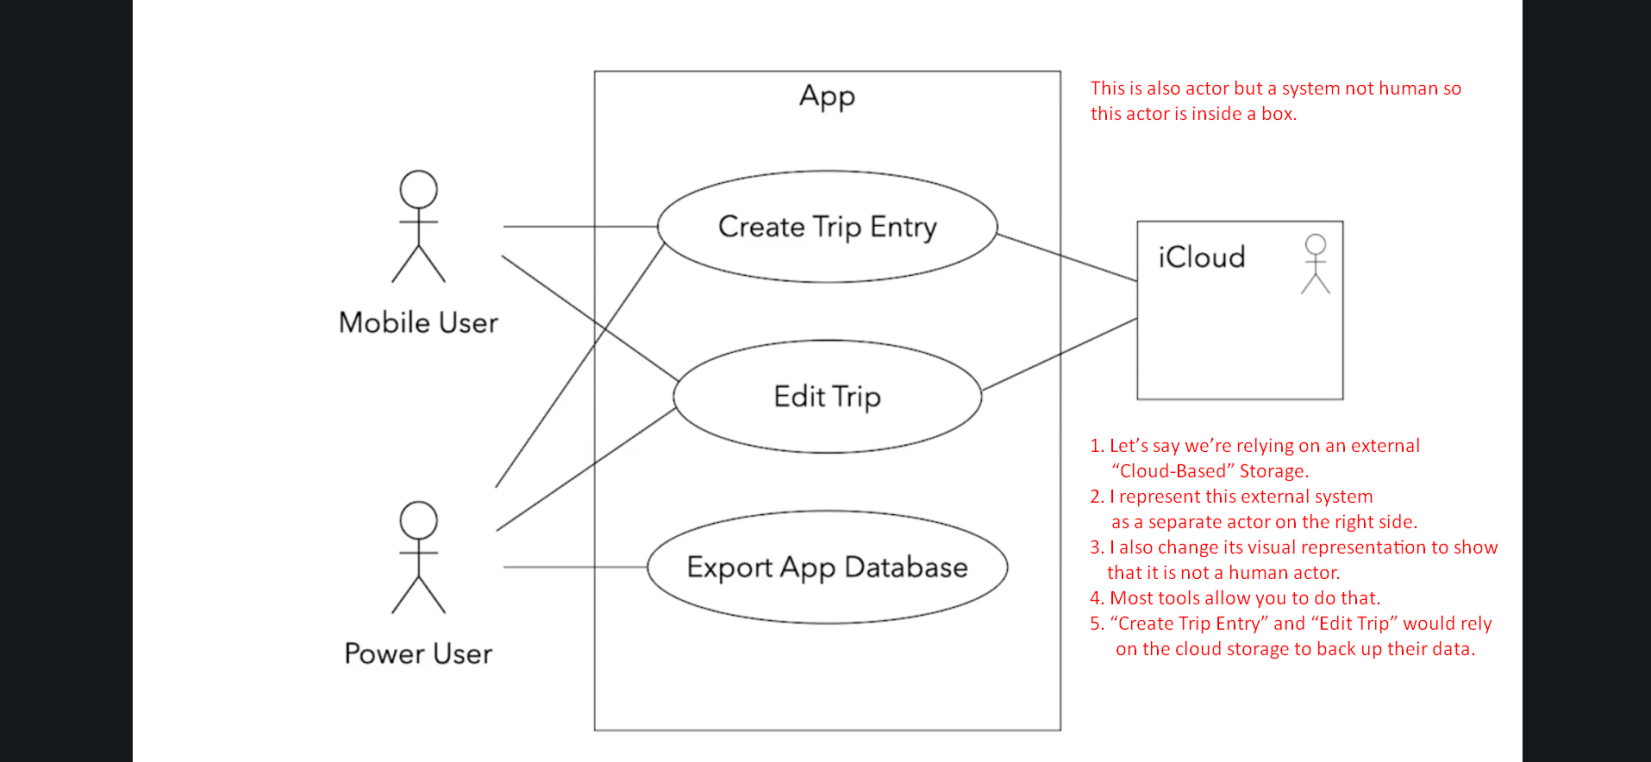 App
This is also actor but a system not human so
this actor is inside a box.
Create Trip Entry
iCloud
Mobile User
Edit Trip
1. Let’s say we’re relying on an external
“Cloud-Based” Storage.
2. I represent this external system
as a separate actor on the right side.
3. I also change its visual representation to show
that it is not a human actor.
4. Most tools allow you to do that.
5. “Create Trip Entry” and “Edit Trip” would rely
on the cloud storage to back up their data.
Export App Database
Power User